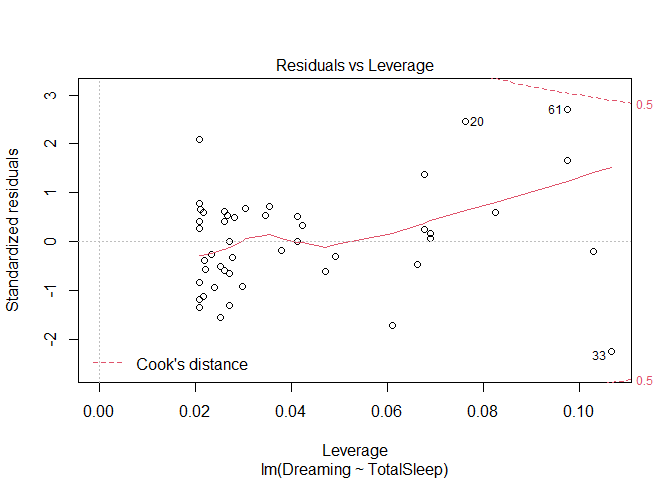 Residuals vs Leverage
Standardized residuals
3
2
1
0
-1
-2
0.5
61
20
33
0.5
Cook's distance
0.00 0.02 0.04 0.06 0.08 0.10
Leverage
lm(Dreaming ~ TotalSleep)